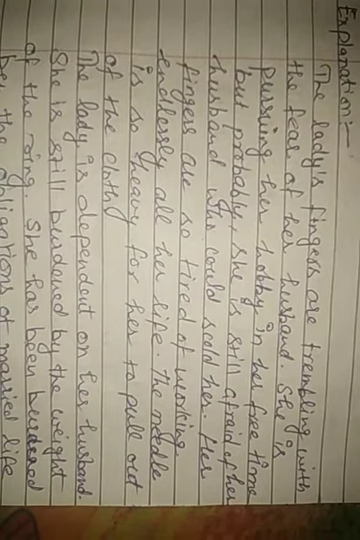 Explanation:-
The lady's fingers are trembling with
the fear of her husband. She is
pursuing her hobby in her free time
but probably, she is still afraid of her
husband who could scold her. Her
fingers are so tired of working
endlessly all her life. The needle
is so heavy for her to pull out
of the cloth.
The lady is dependent on her husband.
She is still burdened by the weight
of the ring. She has been burdened
by the obligations of married life